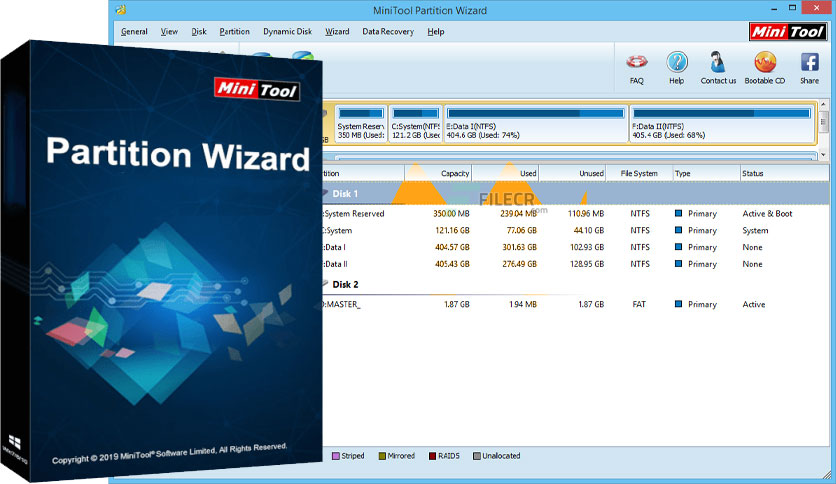 MiniTool Partition Wizard
General View Disk Partition Dynamic Disk Wizard Data Recovery Help
Mini Tool
FAQ Help Contact us Bootable CD Share
System Reserv C:System(NTFS E:Data I(NTFS) F:Data II(NTFS)
350 MB (Used: 121.2 GB (Used: 404.6 GB (Used: 74%) 405.4 GB (Used: 68%)
Capacity Used Unused File System Type Status
Disk 1
FILECR
.com
:System Reserved 350.00 MB 239.04 MB 110.96 MB NTFS Primary Active & Boot
:System 121.16 GB 77.06 GB 44.10 GB NTFS Primary System
:Data I 404.57 GB 301.63 GB 102.93 GB NTFS Primary None
:Data II 405.43 GB 276.49 GB 128.95 GB NTFS Primary None
Disk 2
:MASTER_ 1.87 GB 1.94 MB 1.87 GB FAT Primary Active
Striped Mirrored RAID5 Unallocated
Mini Tool
Partition Wizard
Copyright © 2019 MiniTool® Software Limited, All Rights Reserved.